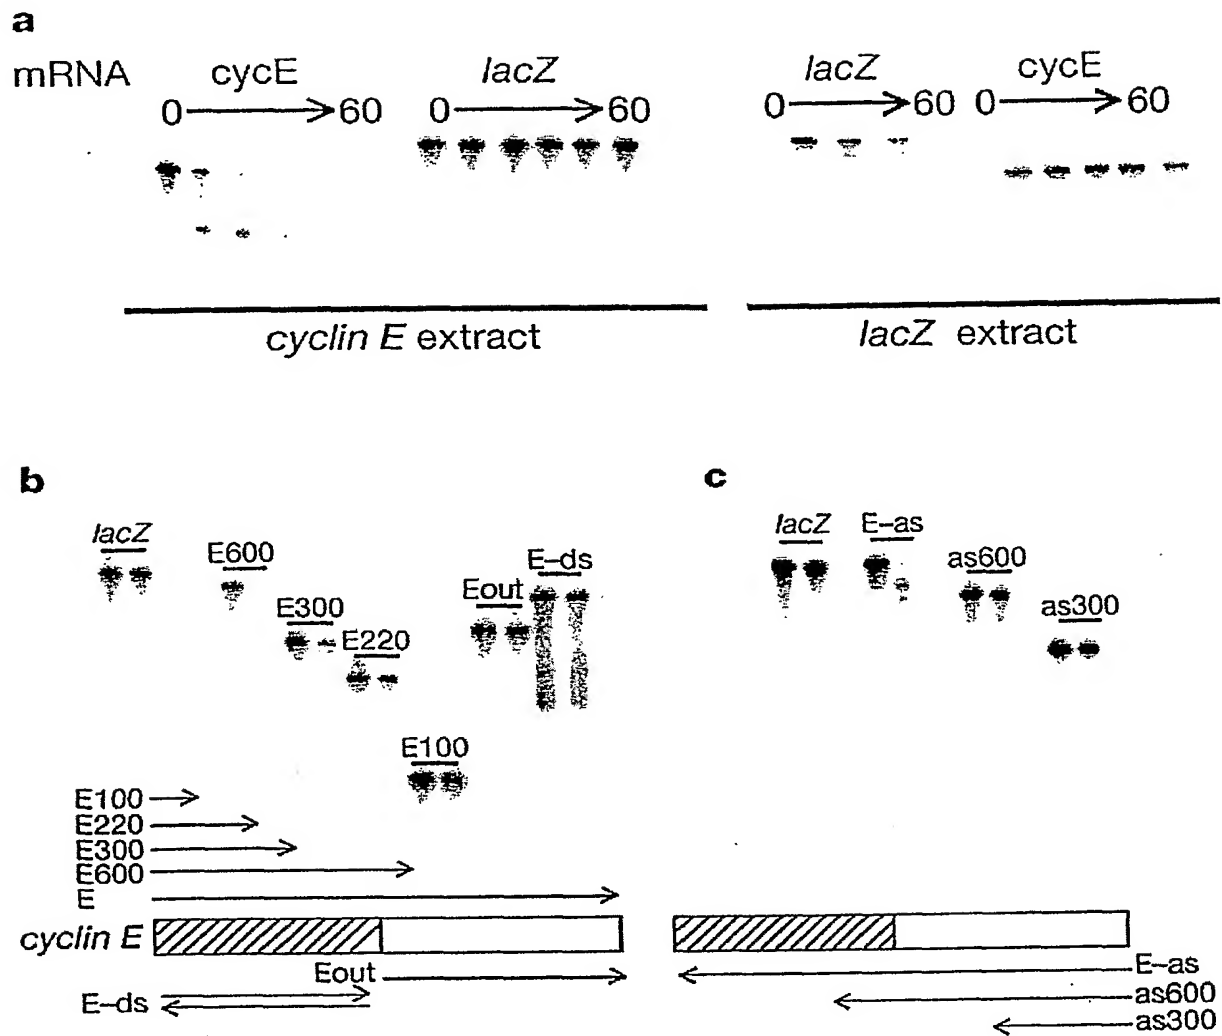 a
mRNA cycE lacZ lacZ cycE
0 60 0 60 0 60 0 60
cyclin E extract lacZ extract
b
lacZ
E600
E300
E220
E100
Eout
E–ds
E100
E220
E300
E600
E
cyclin E
Eout
E–ds
c
lacZ
E–as
as600
as300
E–as
as600
as300